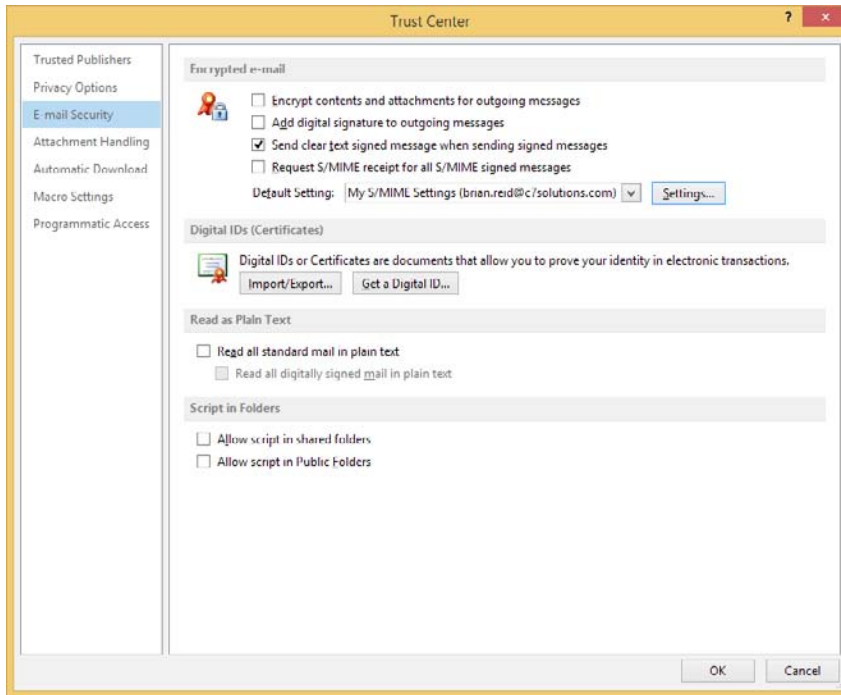 Trust Center
?
×
Trusted Publishers
Privacy Options
E-mail Security
Attachment Handling
Automatic Download
Macro Settings
Programmatic Access
Encrypted e-mail
Encrypt contents and attachments for outgoing messages
Add digital signature to outgoing messages
Send clear text signed message when sending signed messages
Request S/MIME receipt for all S/MIME signed messages
Default Setting: My S/MIME Settings (brian.reid@c7solutions.com) Settings...
Digital IDs (Certificates)
Digital IDs or Certificates are documents that allow you to prove your identity in electronic transactions.
Import/Export... Get a Digital ID...
Read as Plain Text
Read all standard mail in plain text
Read all digitally signed mail in plain text
Script in Folders
Allow script in shared folders
Allow script in Public Folders
OK Cancel